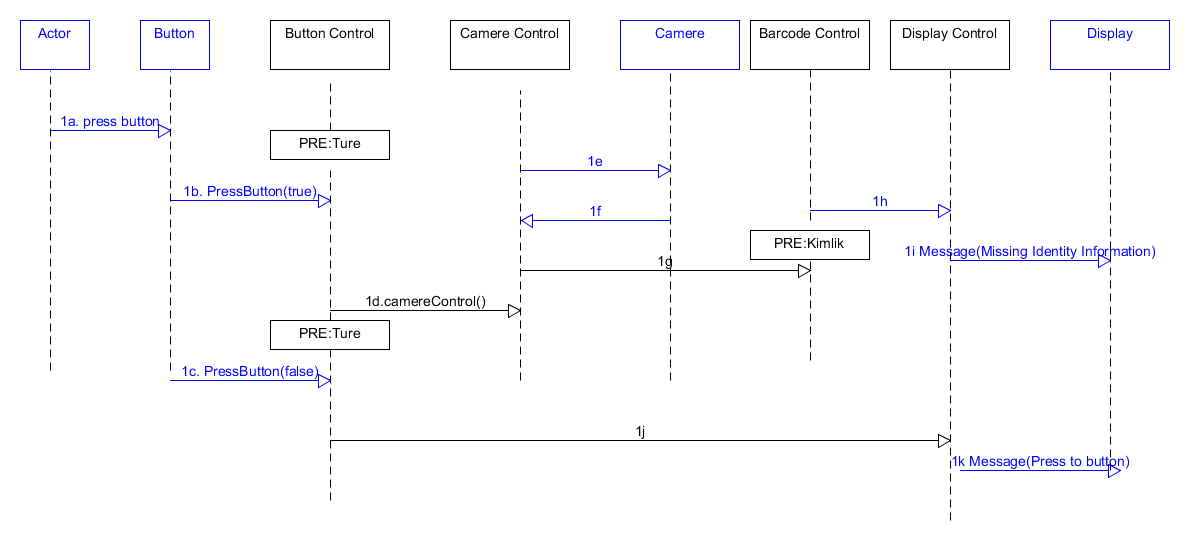 Actor
Button
Button Control
Camere Control
Camere
Barcode Control
Display Control
Display
1a. press button
PRE:Ture
1e
1b. PressButton(true)
1h
1f
PRE:Kimlik
1i Message(Missing Identity Information)
1g
1d.camereControl()
PRE:Ture
1c. PressButton(false)
1j
1k Message(Press to button)